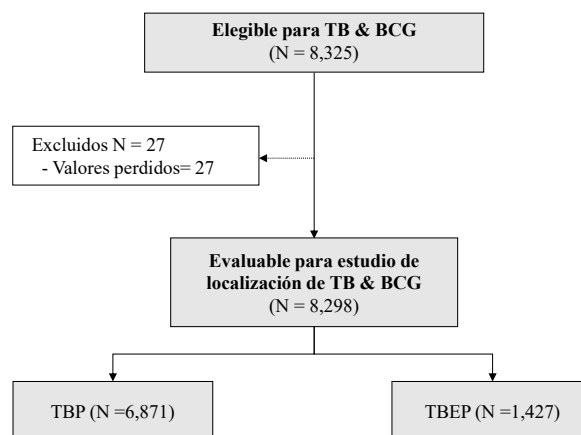 Elegible para TB & BCG
(N = 8,325)
Excluidos N = 27
- Valores perdidos= 27
Evaluable para estudio de
localización de TB & BCG
(N = 8,298)
TBP (N =6,871)
TBEP (N =1,427)